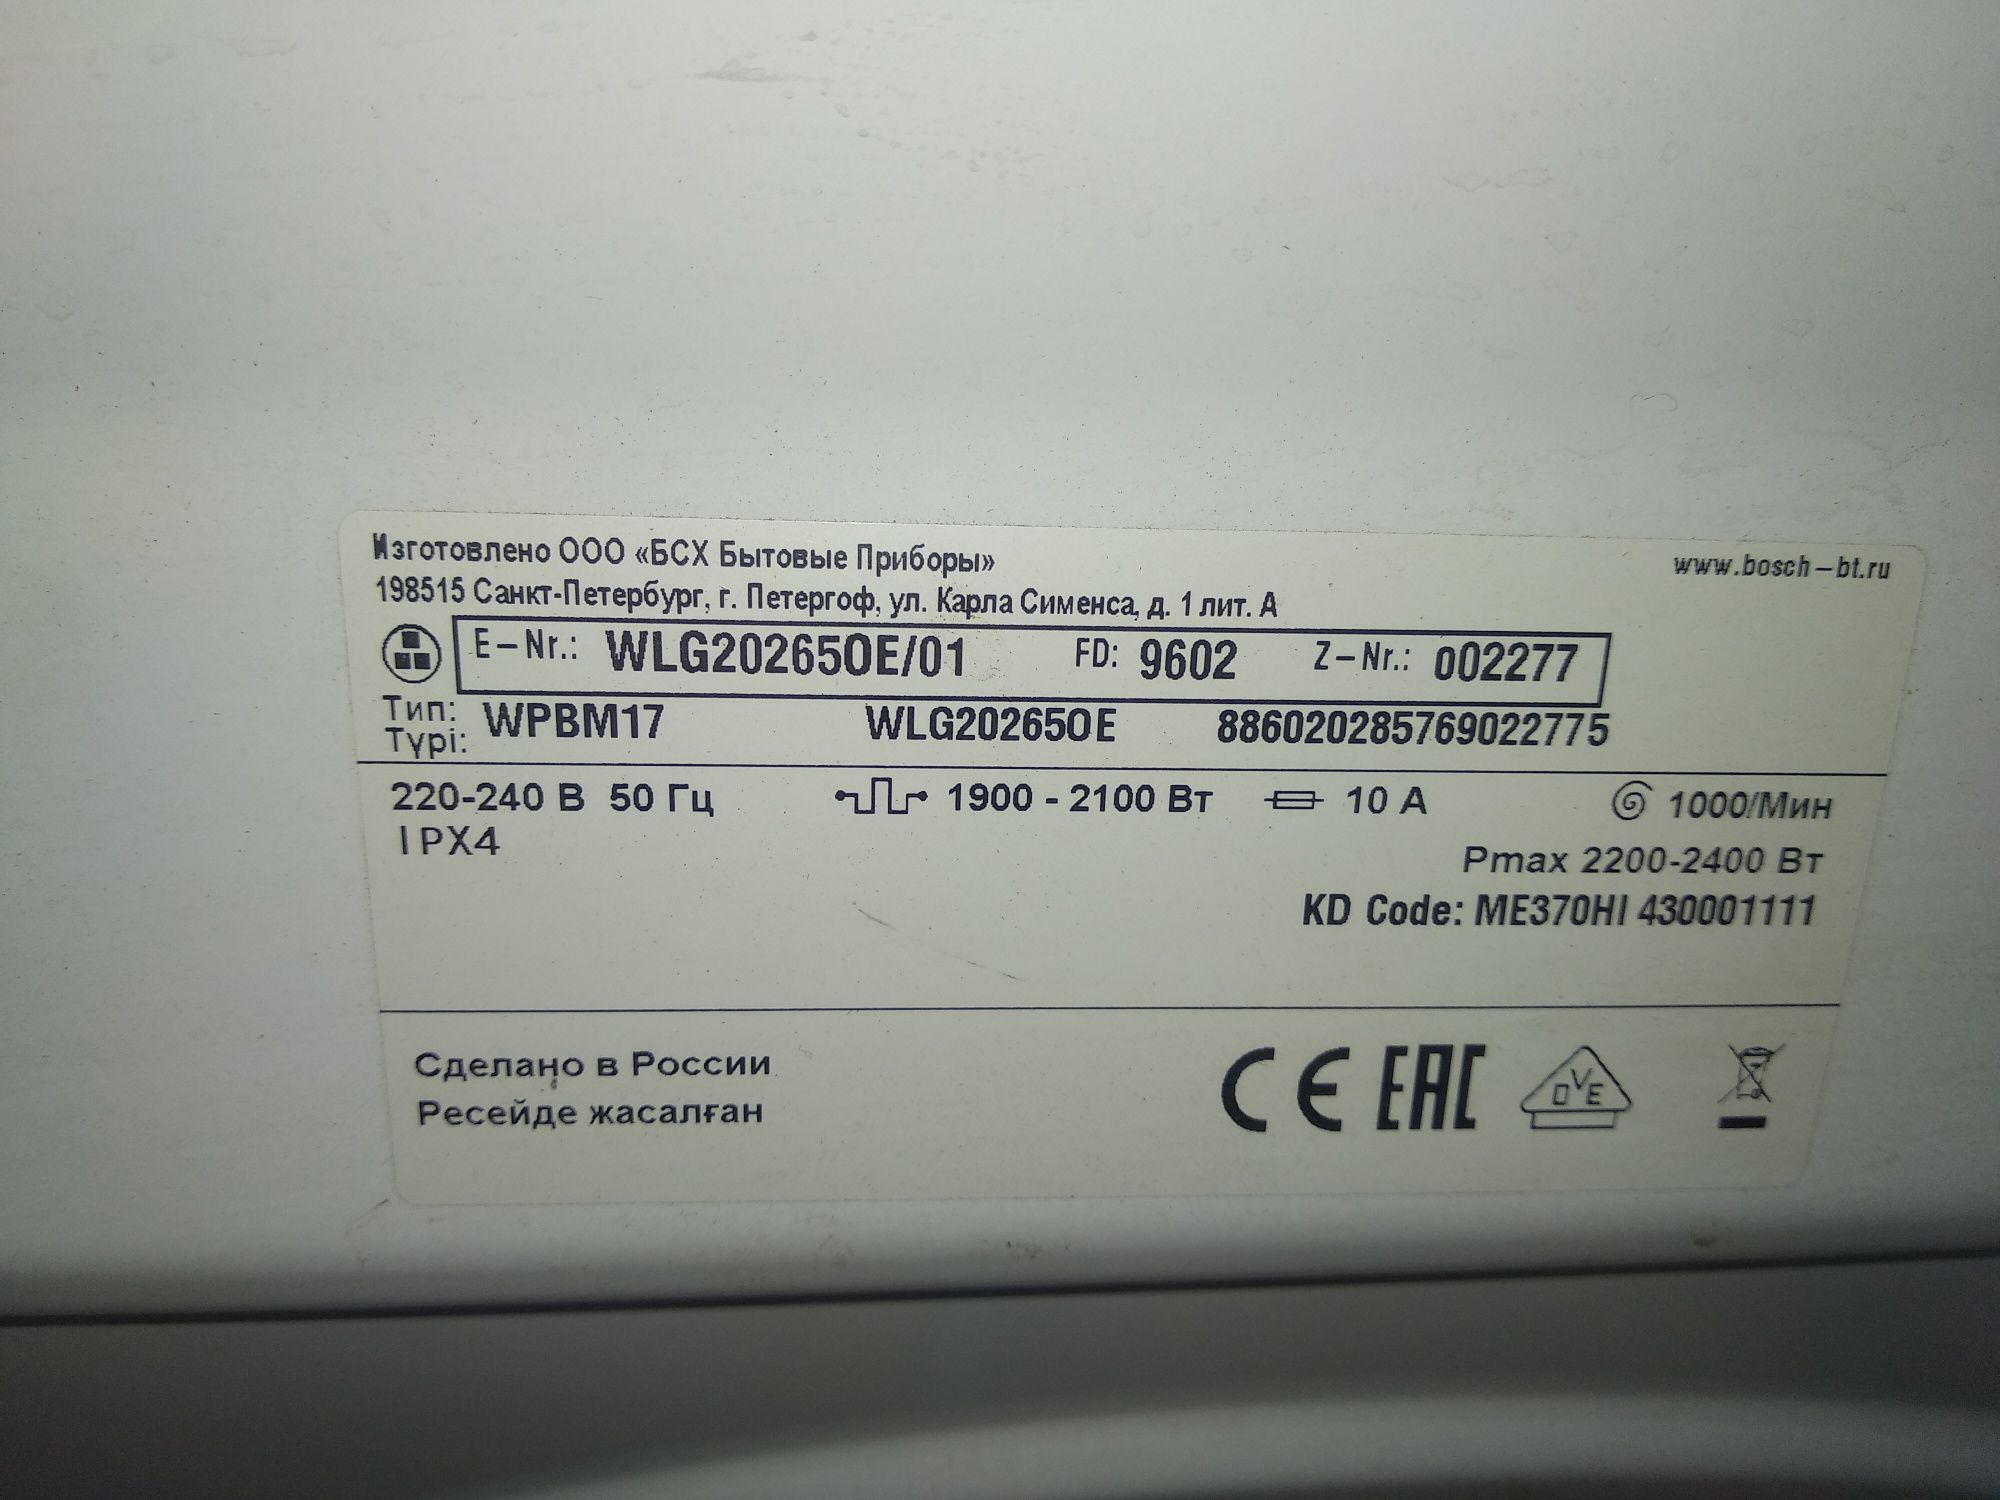 Изготовлено ООО «БСХ Бытовые Приборы»
www.bosch-bt.ru
198515 Санкт-Петербург, г. Петергоф, ул. Карла Сименса, д. 1 лит. А
E-Nr.: WLG20265OE/01 FD: 9602 Z-Nr.: 002277
Тип: WPBM17 WLG20265OE 886020285769022775
Түрі:
220-240 В 50 Гц 1900 - 2100 Вт 10 А 1000/Мин
IPX4
Pmax 2200-2400 Вт
KD Code: ME370HI 430001111
Сделано в России
Ресейде жасалған
CE EAC OVE